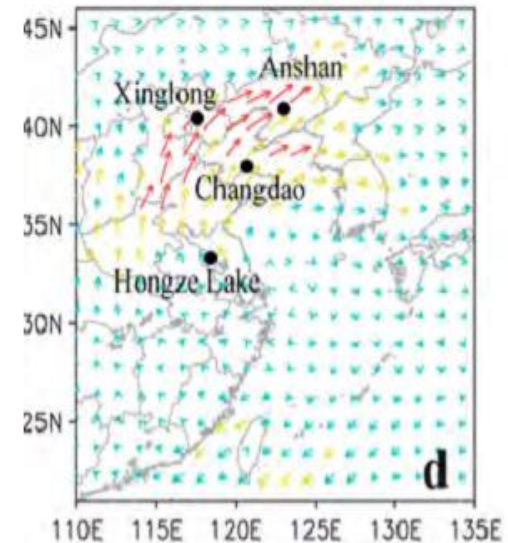 45N
Anshan
Xinglong
40N
Changdao
35N
Hongze Lake
30N
25N
d
110E 115E 120E 125E 130E 135E